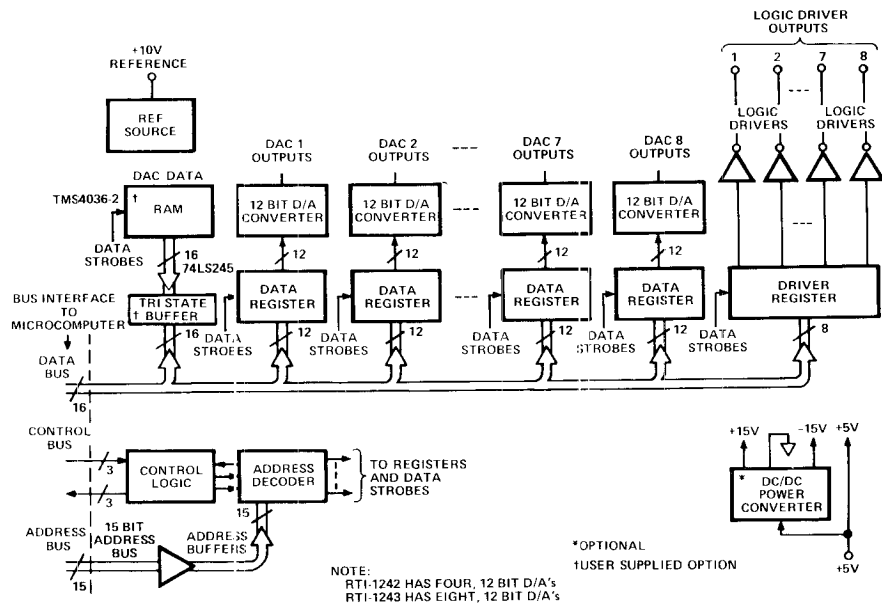 LOGIC DRIVER
OUTPUTS
1 2 7 8
+10V
REFERENCE
REF
SOURCE
LOGIC
DRIVERS
LOGIC
DRIVERS
DAC 1
OUTPUTS
DAC 2
OUTPUTS
DAC 7
OUTPUTS
DAC 8
OUTPUTS
DAC DATA
TMS4036-2
†
RAM
12 BIT D/A
CONVERTER
12 BIT D/A
CONVERTER
12 BIT D/A
CONVERTER
12 BIT D/A
CONVERTER
DATA
STROBES
16
74LS245
12
12
12
12
BUS INTERFACE
TO
MICROCOMPUTER
TRI STATE
† BUFFER
DATA
REGISTER
DATA
REGISTER
DATA
REGISTER
DATA
REGISTER
DRIVER
REGISTER
16
DATA
STROBES
12
DATA
STROBES
12
DATA
STROBES
12
DATA
STROBES
12
DATA
STROBES
8
DATA
BUS
16
CONTROL
BUS
3
3
CONTROL
LOGIC
ADDRESS
DECODER
TO REGISTERS
AND DATA
STROBES
+15V
-15V
+5V
*
DC/DC
POWER
CONVERTER
+5V
ADDRESS
BUS
15
15 BIT
ADDRESS
BUS
15
ADDRESS
BUFFERS
*OPTIONAL
†USER SUPPLIED OPTION
NOTE:
RTI-1242 HAS FOUR, 12 BIT D/A's
RTI-1243 HAS EIGHT, 12 BIT D/A's